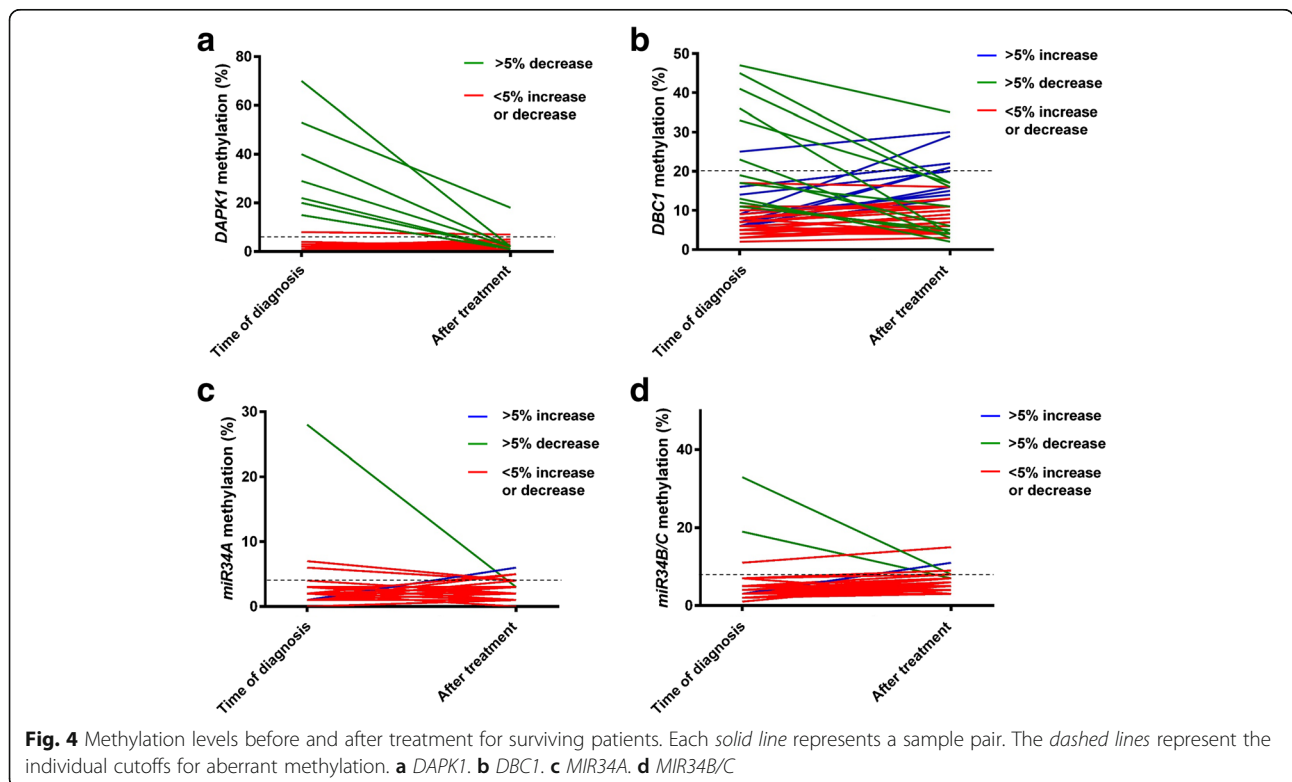 a
DAPK1 methylation (%)
80
60
40
20
0
Time of diagnosis
After treatment
>5% decrease
<5% increase
or decrease
b
DBC1 methylation (%)
50
40
30
20
10
0
Time of diagnosis
After treatment
>5% increase
>5% decrease
<5% increase
or decrease
c
miR34A methylation (%)
30
20
10
0
Time of diagnosis
After treatment
>5% increase
>5% decrease
<5% increase
or decrease
d
miR34B/C methylation (%)
40
20
0
Time of diagnosis
After treatment
>5% increase
>5% decrease
<5% increase
or decrease
Fig. 4 Methylation levels before and after treatment for surviving patients. Each solid line represents a sample pair. The dashed lines represent the
individual cutoffs for aberrant methylation. a DAPK1. b DBC1. c MIR34A. d MIR34B/C